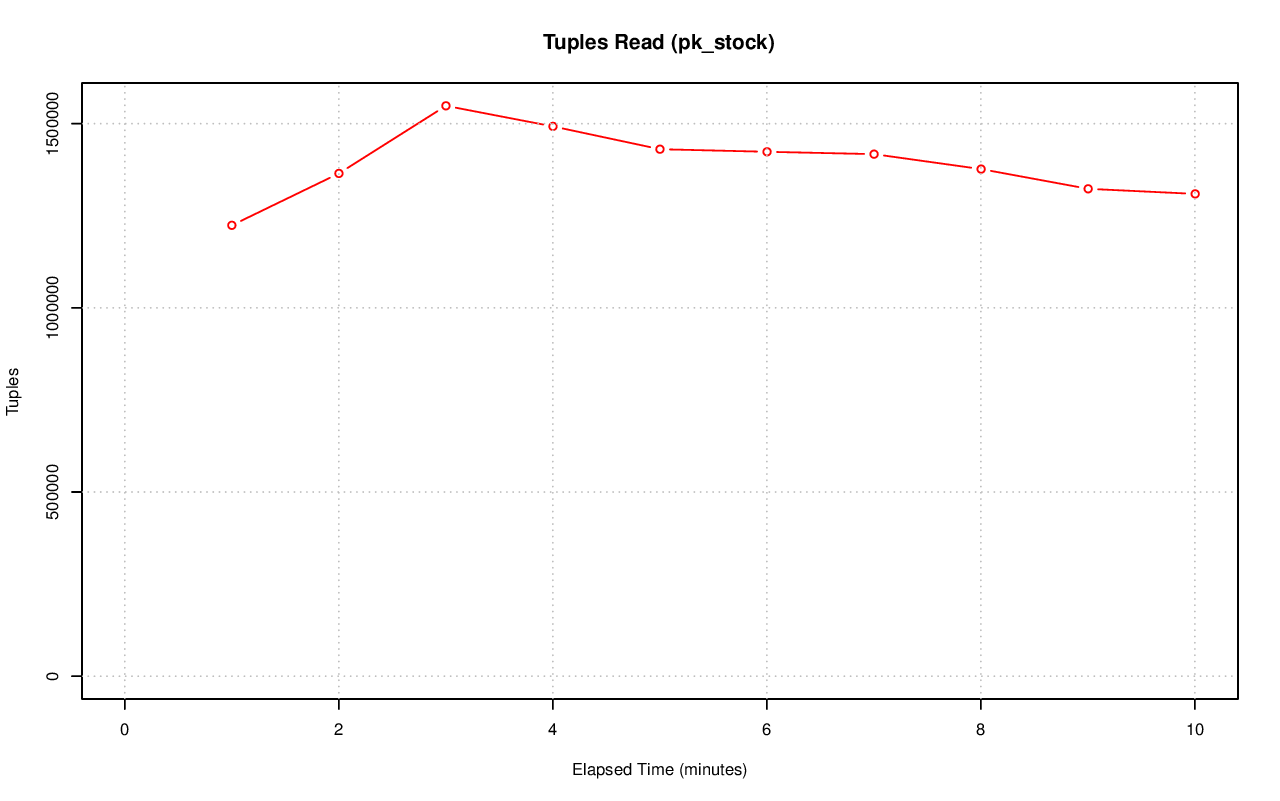 Tuples Read (pk_stock)
1500000
1000000
500000
0
Tuples
0 2 4 6 8 10
Elapsed Time (minutes)